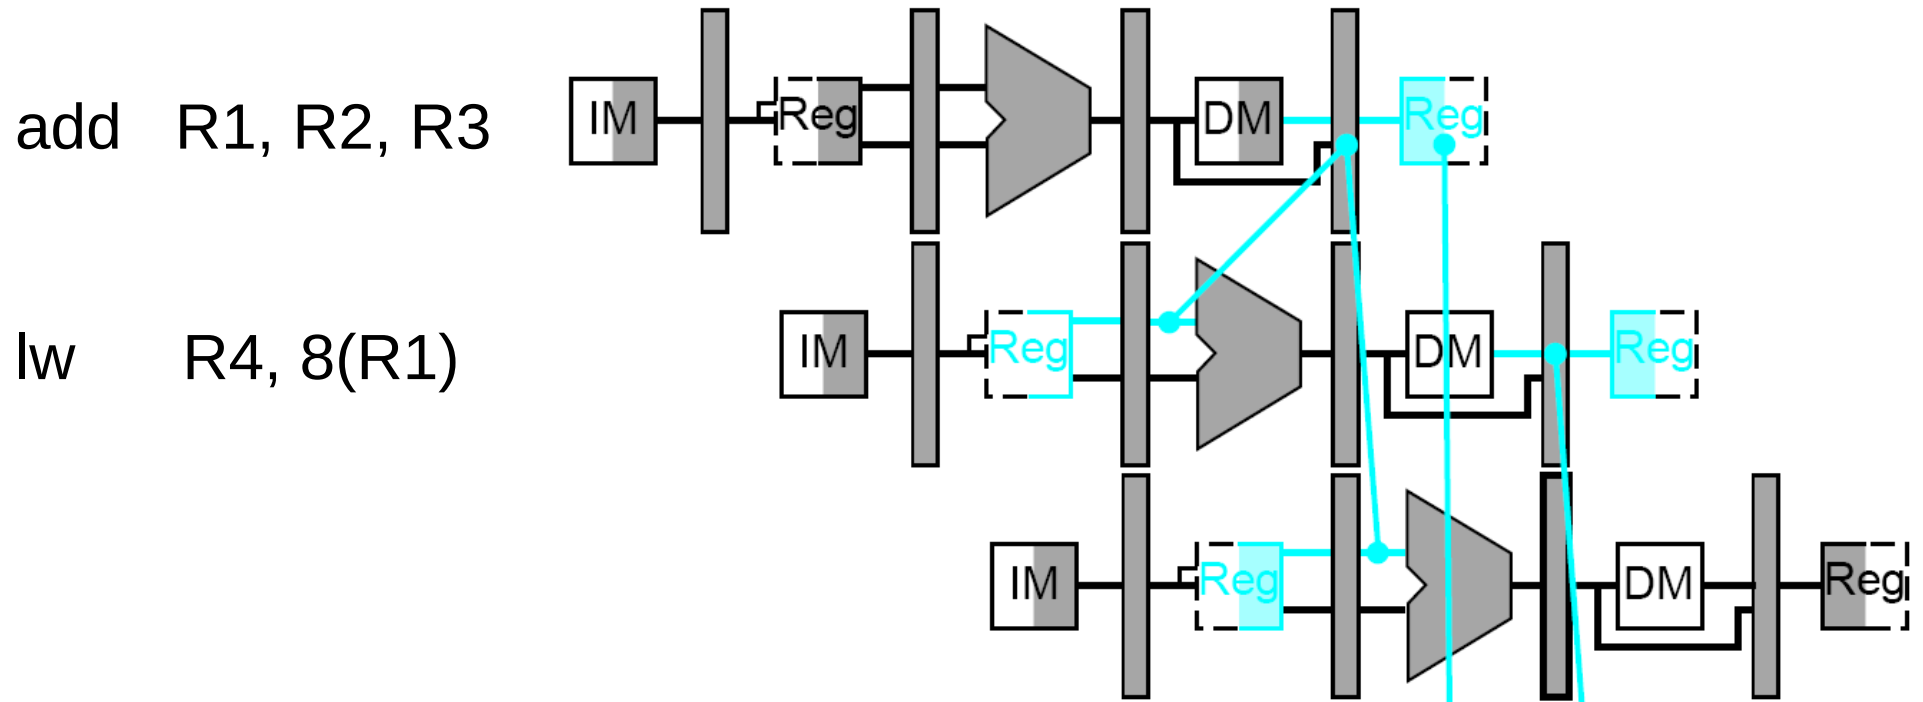 add R1, R2, R3 IM Reg DM Reg
lw R4, 8(R1) IM Reg DM Reg
IM Reg DM Reg